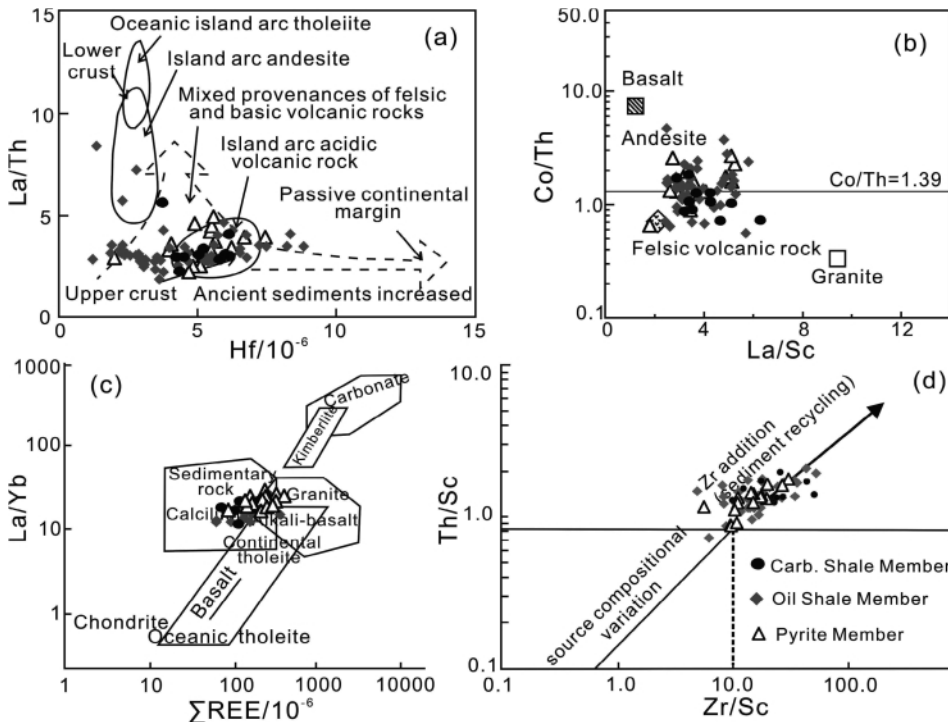 15
10
5
0
La/Th
(a)
Oceanic island arc tholeiite
Lower
crust
Island arc andesite
Mixed provenances of felsic
and basic volcanic rocks
Island arc acidic
volcanic rock
Passive continental
margin
Upper crust
Ancient sediments increased
0
5
10
15
Hf/10⁻⁶
50.0
10.0
1.0
0.1
Co/Th
(b)
Basalt
Andesite
Co/Th=1.39
Felsic volcanic rock
Granite
0
4
8
12
La/Sc
1000
100
10
1
La/Yb
(c)
Carbonate
Kimberlite
Sedimentary
rock
Granite
Calcil
lkali-basalt
Continental
tholeite
Basalt
Chondrite
Oceanic tholeite
1
10
100
1000
10000
∑REE/10⁻⁶
10.0
1.0
0.1
Th/Sc
(d)
Zr addition
sediment recycling)
source compositional
variation
Carb. Shale Member
Oil Shale Member
Pyrite Member
0.1
1.0
10.0
100.0
Zr/Sc